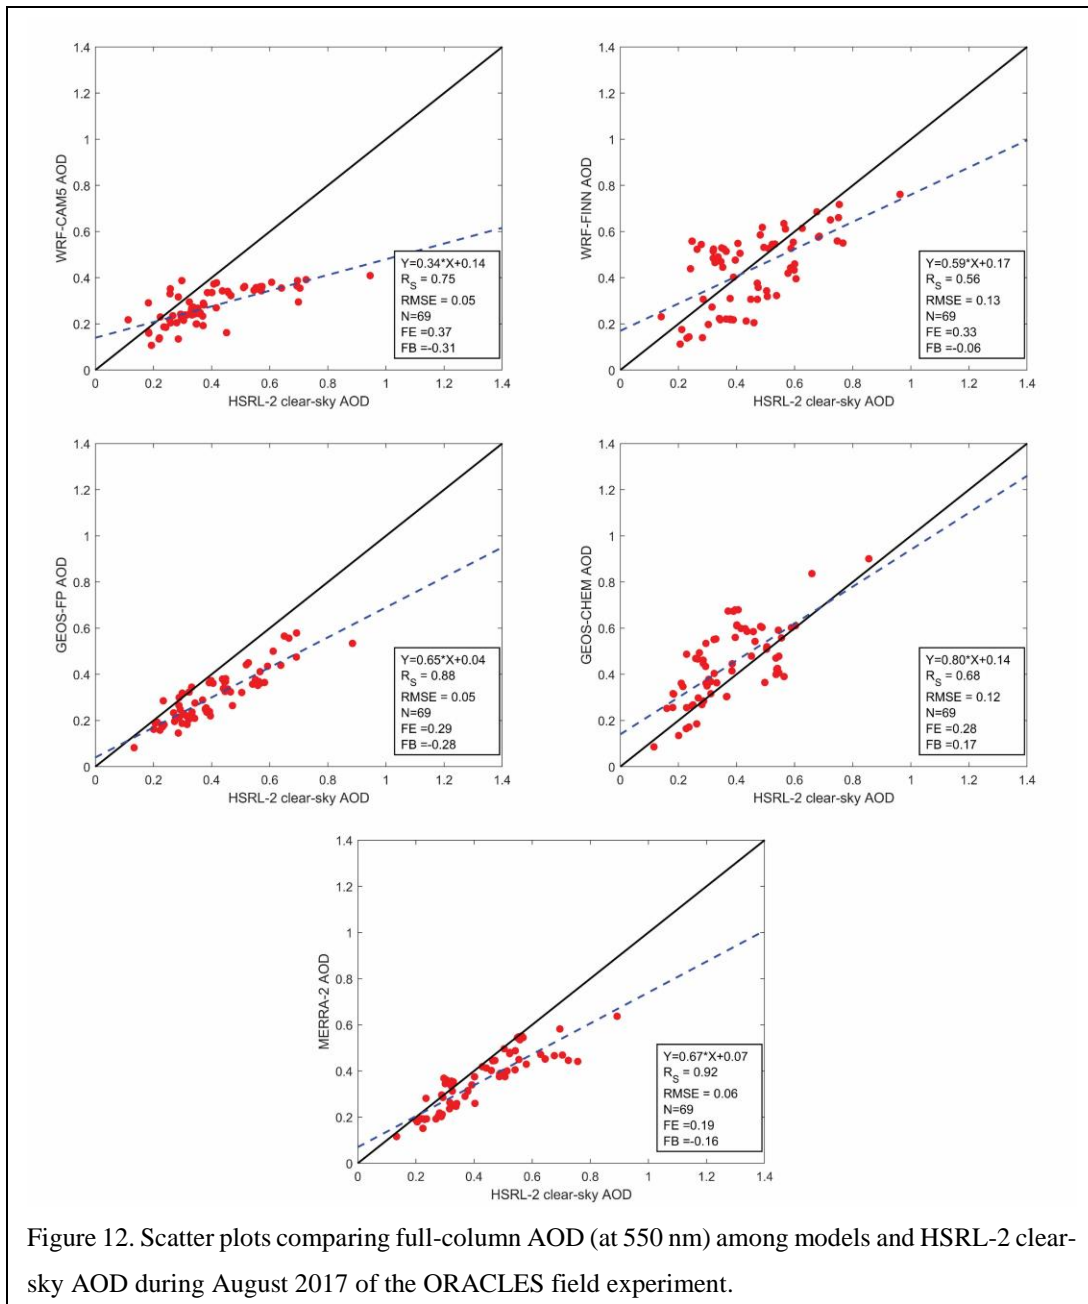 1.4
1.2
1
0.8
0.6
0.4
0.2
0
WRF-CAM5 AOD
Y=0.34*X+0.14
R_S = 0.75
RMSE = 0.05
N=69
FE =0.37
FB =-0.31
0 0.2 0.4 0.6 0.8 1 1.2 1.4
HSRL-2 clear-sky AOD
1.4
1.2
1
0.8
0.6
0.4
0.2
0
WRF-FINN AOD
Y=0.59*X+0.17
R_S = 0.56
RMSE = 0.13
N=69
FE =0.33
FB =-0.06
0 0.2 0.4 0.6 0.8 1 1.2 1.4
HSRL-2 clear-sky AOD
1.4
1.2
1
0.8
0.6
0.4
0.2
0
GEOS-FP AOD
Y=0.65*X+0.04
R_S = 0.88
RMSE = 0.05
N=69
FE =0.29
FB =-0.28
0 0.2 0.4 0.6 0.8 1 1.2 1.4
HSRL-2 clear-sky AOD
1.4
1.2
1
0.8
0.6
0.4
0.2
0
GEOS-CHEM AOD
Y=0.80*X+0.14
R_S = 0.68
RMSE = 0.12
N=69
FE =0.28
FB =0.17
0 0.2 0.4 0.6 0.8 1 1.2 1.4
HSRL-2 clear-sky AOD
1.4
1.2
1
0.8
0.6
0.4
0.2
0
MERRA-2 AOD
Y=0.67*X+0.07
R_S = 0.92
RMSE = 0.06
N=69
FE =0.19
FB =-0.16
0 0.2 0.4 0.6 0.8 1 1.2 1.4
HSRL-2 clear-sky AOD
Figure 12. Scatter plots comparing full-column AOD (at 550 nm) among models and HSRL-2 clear-
sky AOD during August 2017 of the ORACLES field experiment.